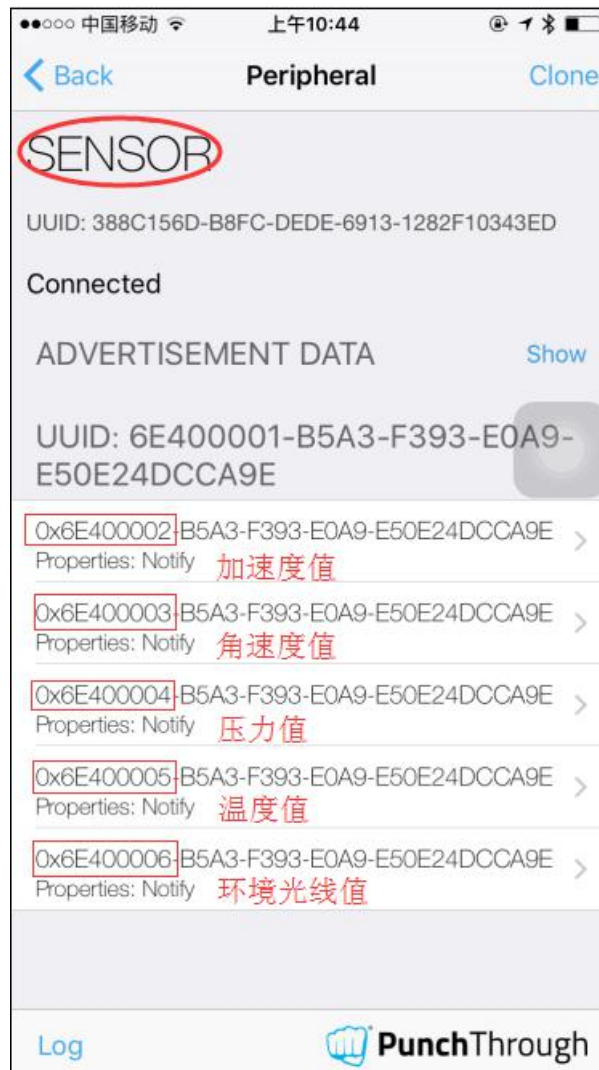 中国移动 上午10:44
Back Peripheral Clone
SENSOR
UUID: 388C156D-B8FC-DEDE-6913-1282F10343ED
Connected
ADVERTISEMENT DATA Show
UUID: 6E400001-B5A3-F393-E0A9-
E50E24DCCA9E
0x6E400002-B5A3-F393-E0A9-E50E24DCCA9E
Properties: Notify 加速度值
0x6E400003-B5A3-F393-E0A9-E50E24DCCA9E
Properties: Notify 角速度值
0x6E400004-B5A3-F393-E0A9-E50E24DCCA9E
Properties: Notify 压力值
0x6E400005-B5A3-F393-E0A9-E50E24DCCA9E
Properties: Notify 温度值
0x6E400006-B5A3-F393-E0A9-E50E24DCCA9E
Properties: Notify 环境光线值
Log PunchThrough